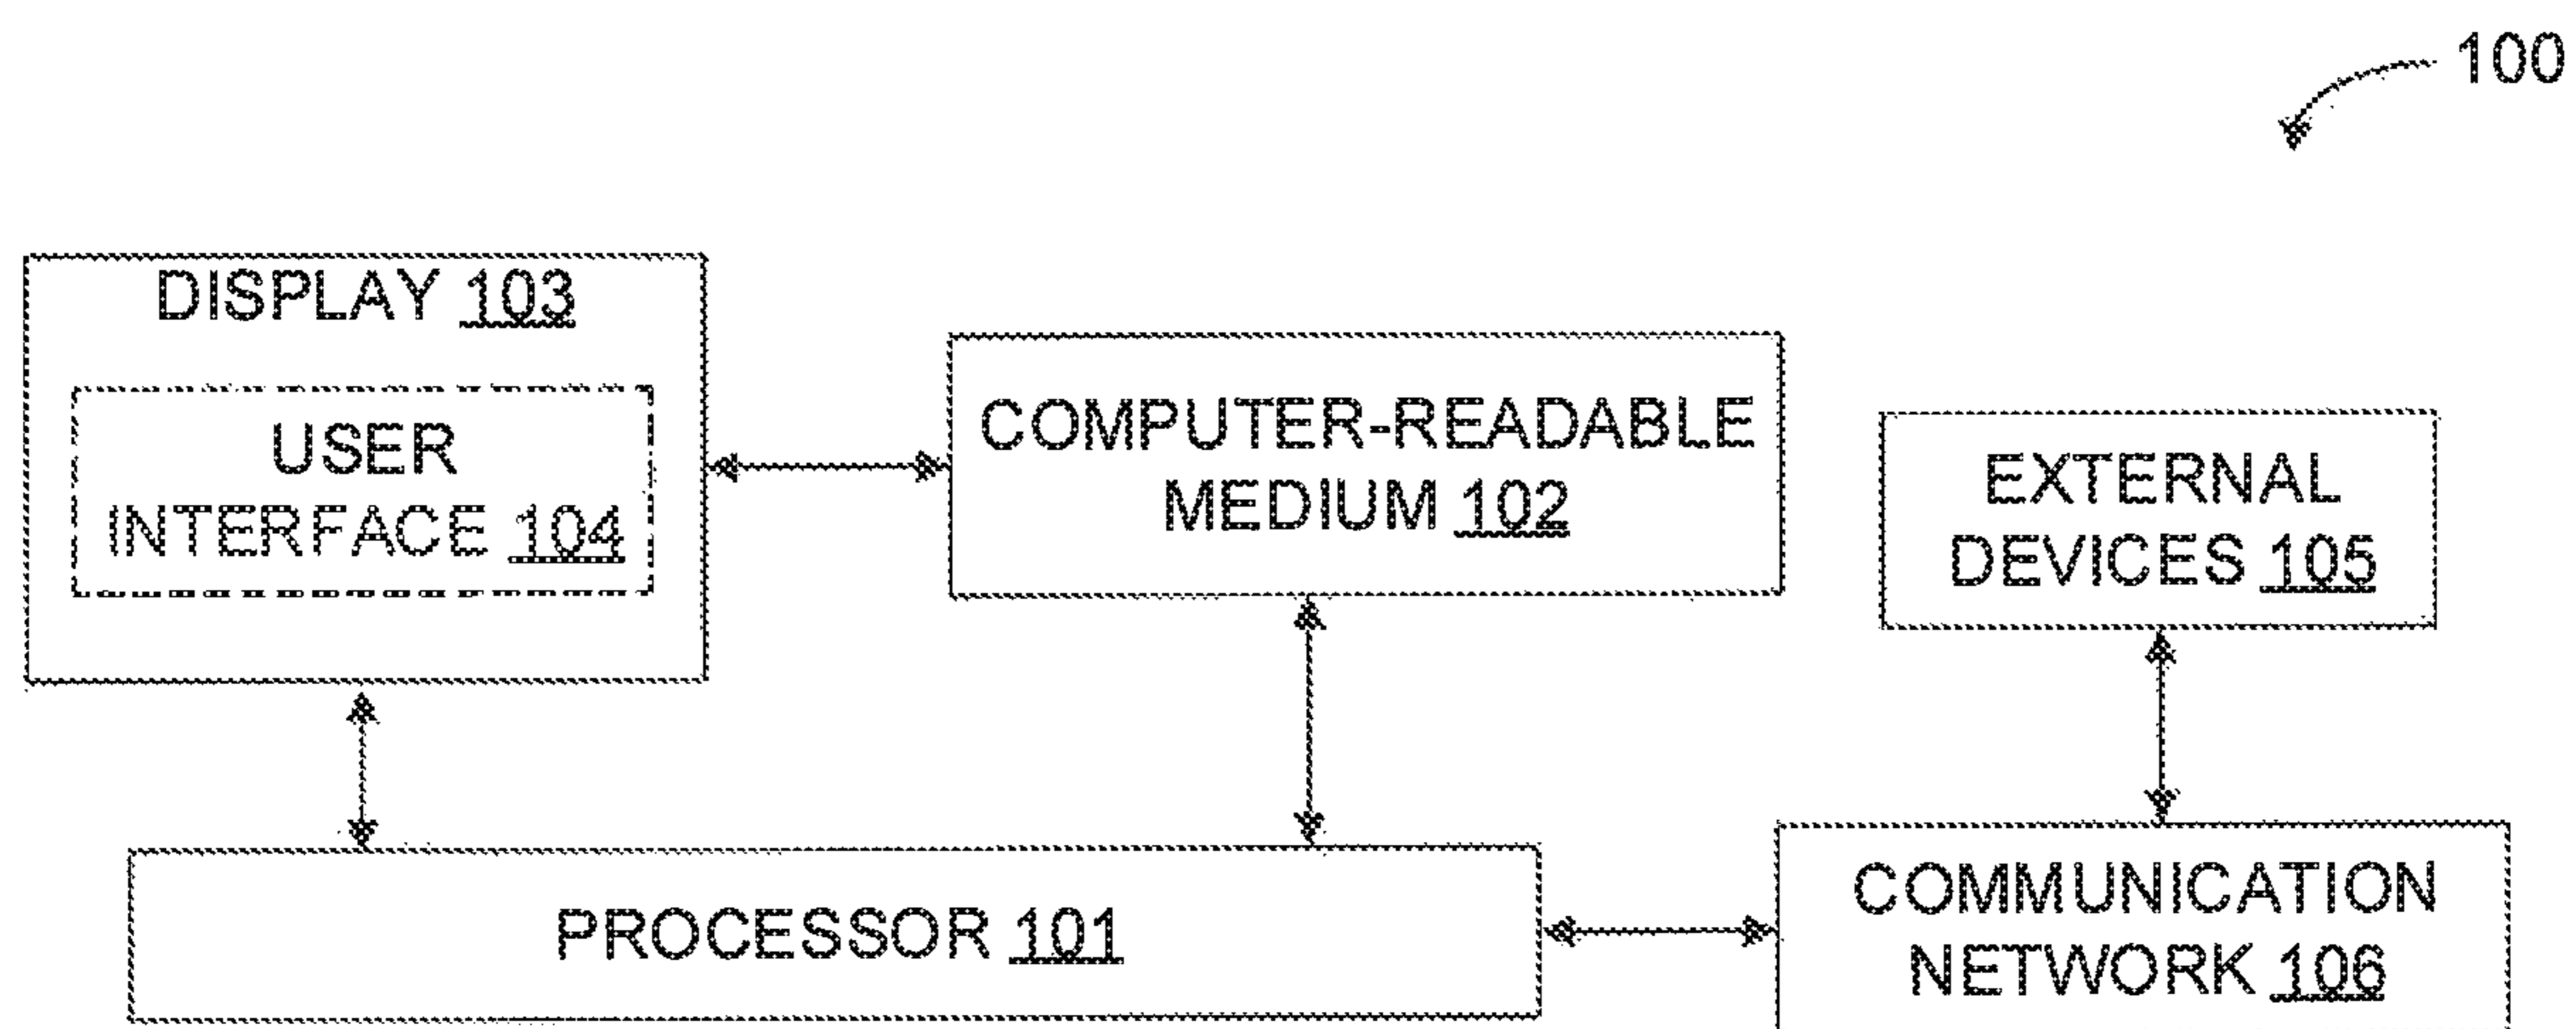 100
DISPLAY 103
USER
INTERFACE 104
COMPUTER-READABLE
MEDIUM 102
EXTERNAL
DEVICES 105
PROCESSOR 101
COMMUNICATION
NETWORK 106